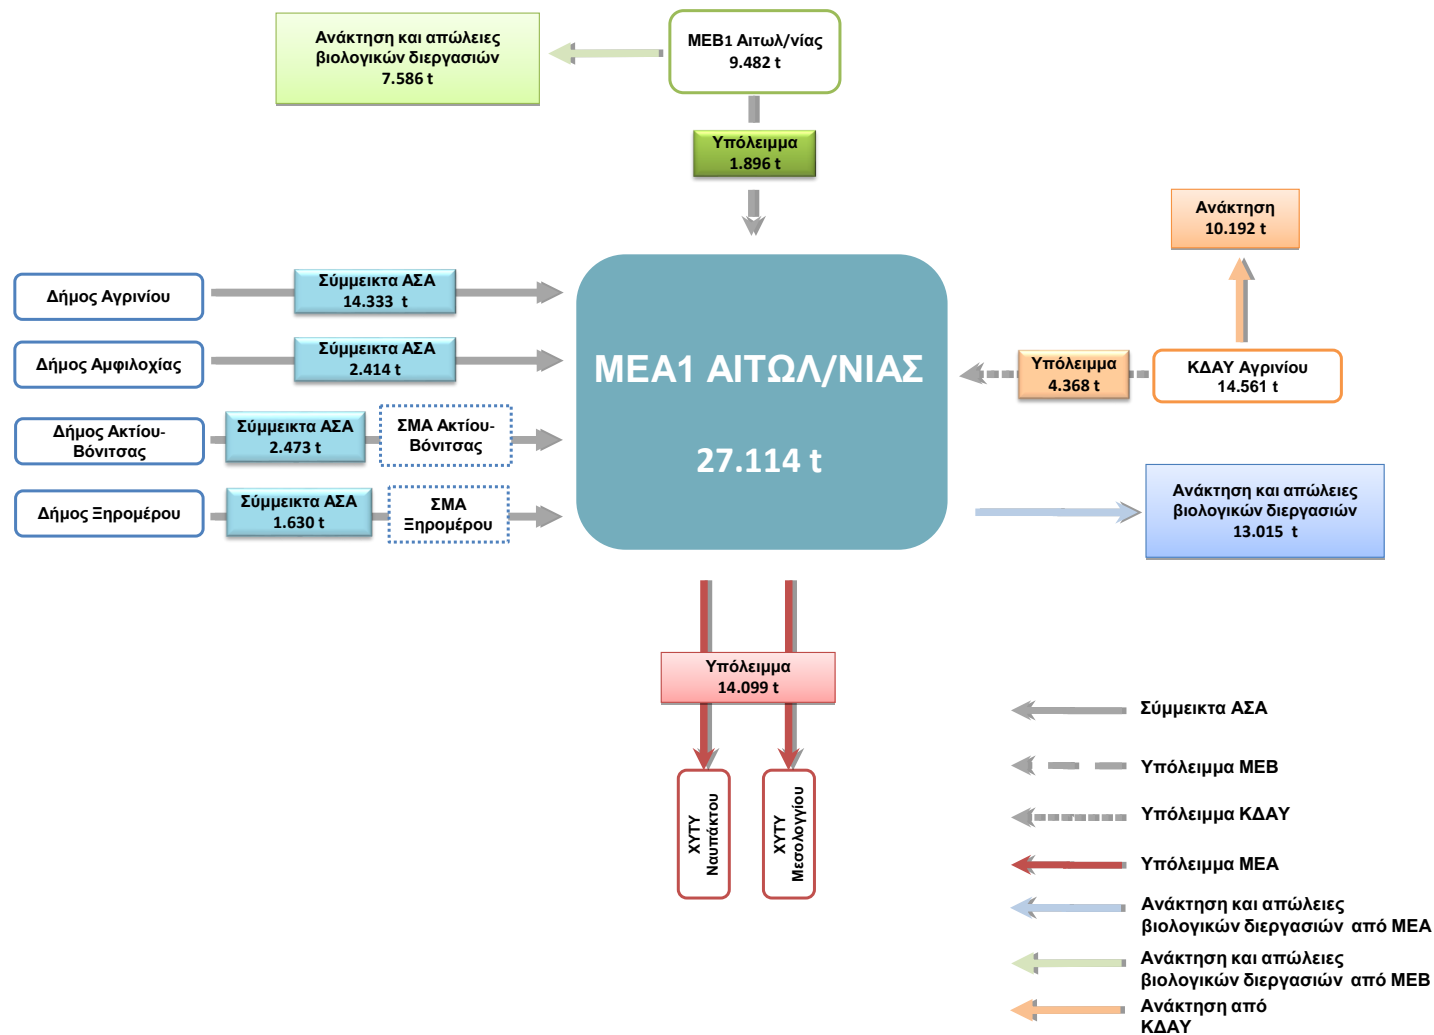 Ανάκτηση και απώλειες
βιολογικών διεργασιών
7.586 t
ΜΕΒ1 Αιτωλ/νίας
9.482 t
Υπόλειμμα
1.896 t
Ανάκτηση
10.192 t
Δήμος Αγρινίου
Σύμμεικτα ΑΣΑ
14.333 t
Δήμος Αμφιλοχίας
Σύμμεικτα ΑΣΑ
2.414 t
Δήμος Ακτίου-
Βόνιτσας
Σύμμεικτα ΑΣΑ
2.473 t
ΣΜΑ Ακτίου-
Βόνιτσας
Δήμος Ξηρομέρου
Σύμμεικτα ΑΣΑ
1.630 t
ΣΜΑ
Ξηρομέρου
ΜΕΑ1 ΑΙΤΩΛ/ΝΙΑΣ
27.114 t
Υπόλειμμα
4.368 t
ΚΔΑΥ Αγρινίου
14.561 t
Ανάκτηση και απώλειες
βιολογικών διεργασιών
13.015 t
Υπόλειμμα
14.099 t
ΧΥΤΥ
Ναυπάκτου
ΧΥΤΥ
Μεσολογγίου
Σύμμεικτα ΑΣΑ
Υπόλειμμα ΜΕΒ
Υπόλειμμα ΚΔΑΥ
Υπόλειμμα ΜΕΑ
Ανάκτηση και απώλειες
βιολογικών διεργασιών από ΜΕΑ
Ανάκτηση και απώλειες
βιολογικών διεργασιών από ΜΕΒ
Ανάκτηση από
ΚΔΑΥ